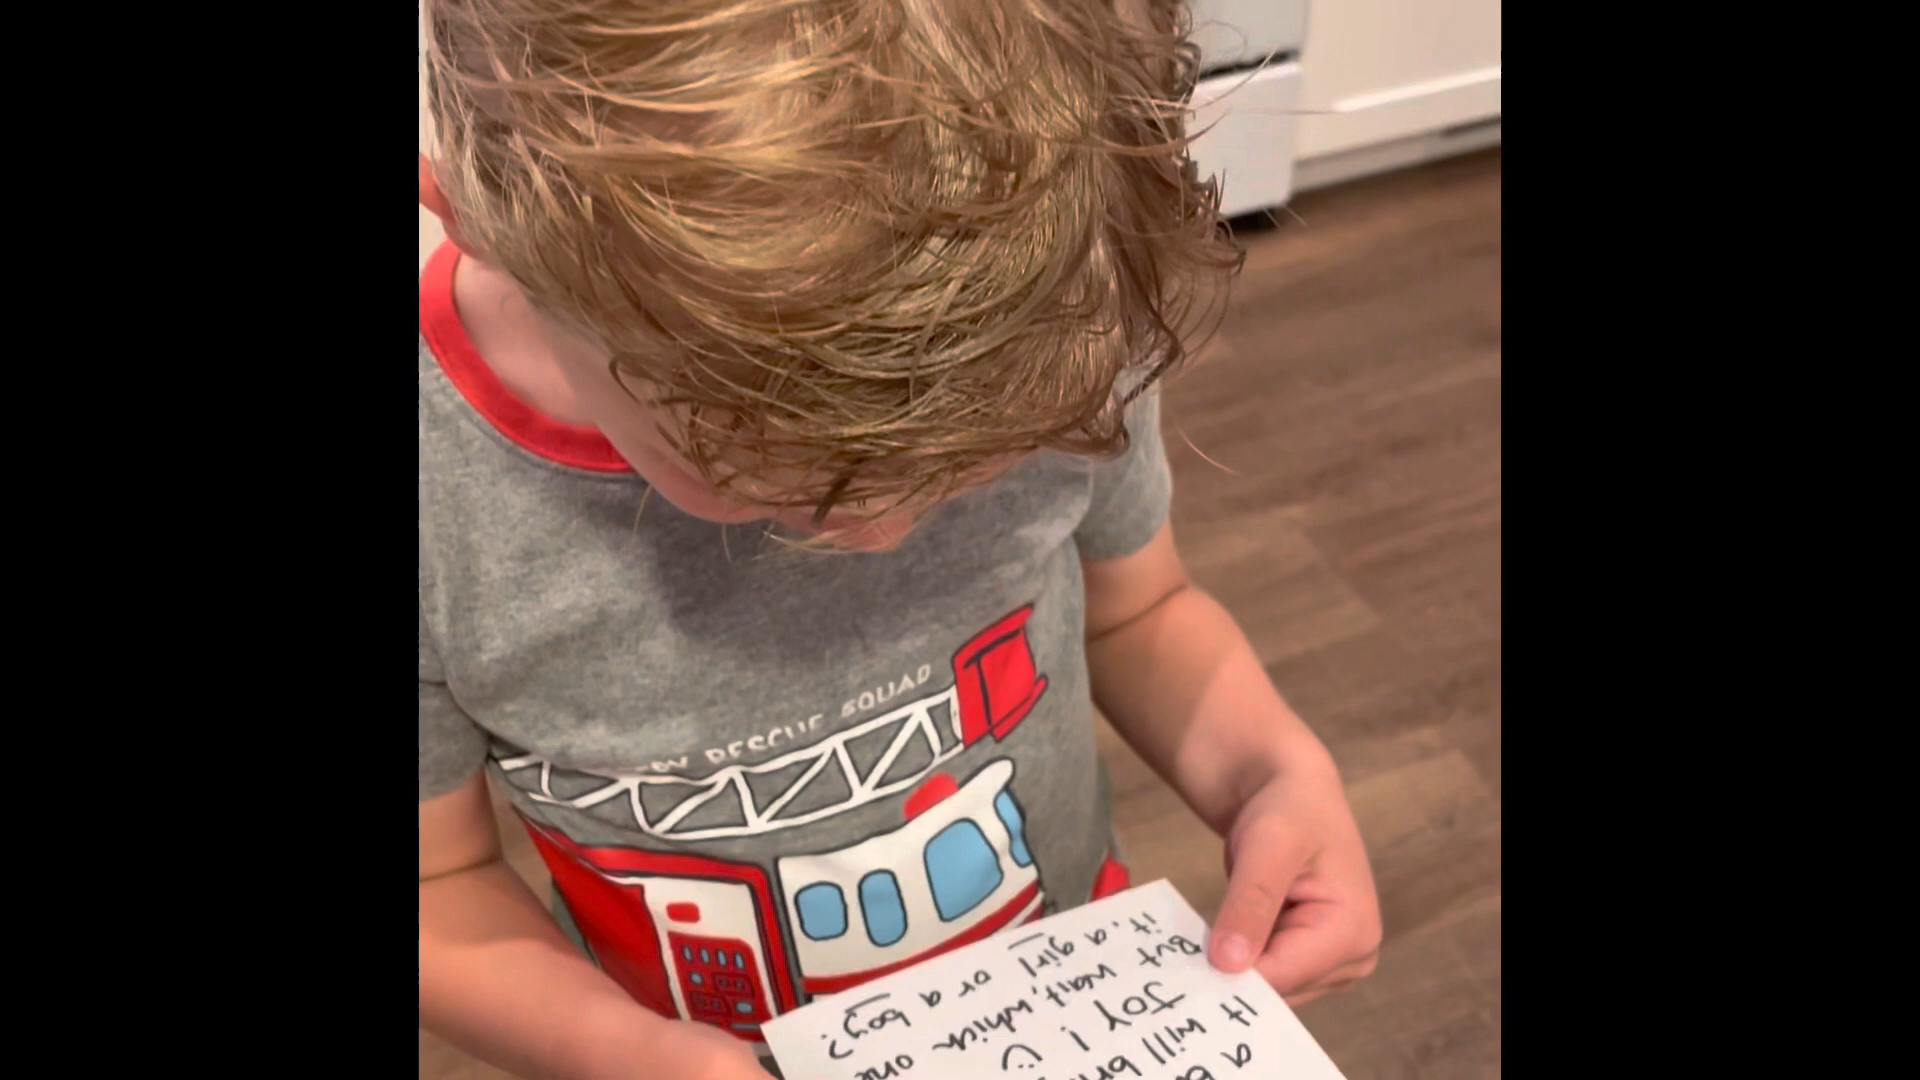 RESCUE SQUAD
a
It will
JOY! :)
But wait, which one
it, a girl or a boy?